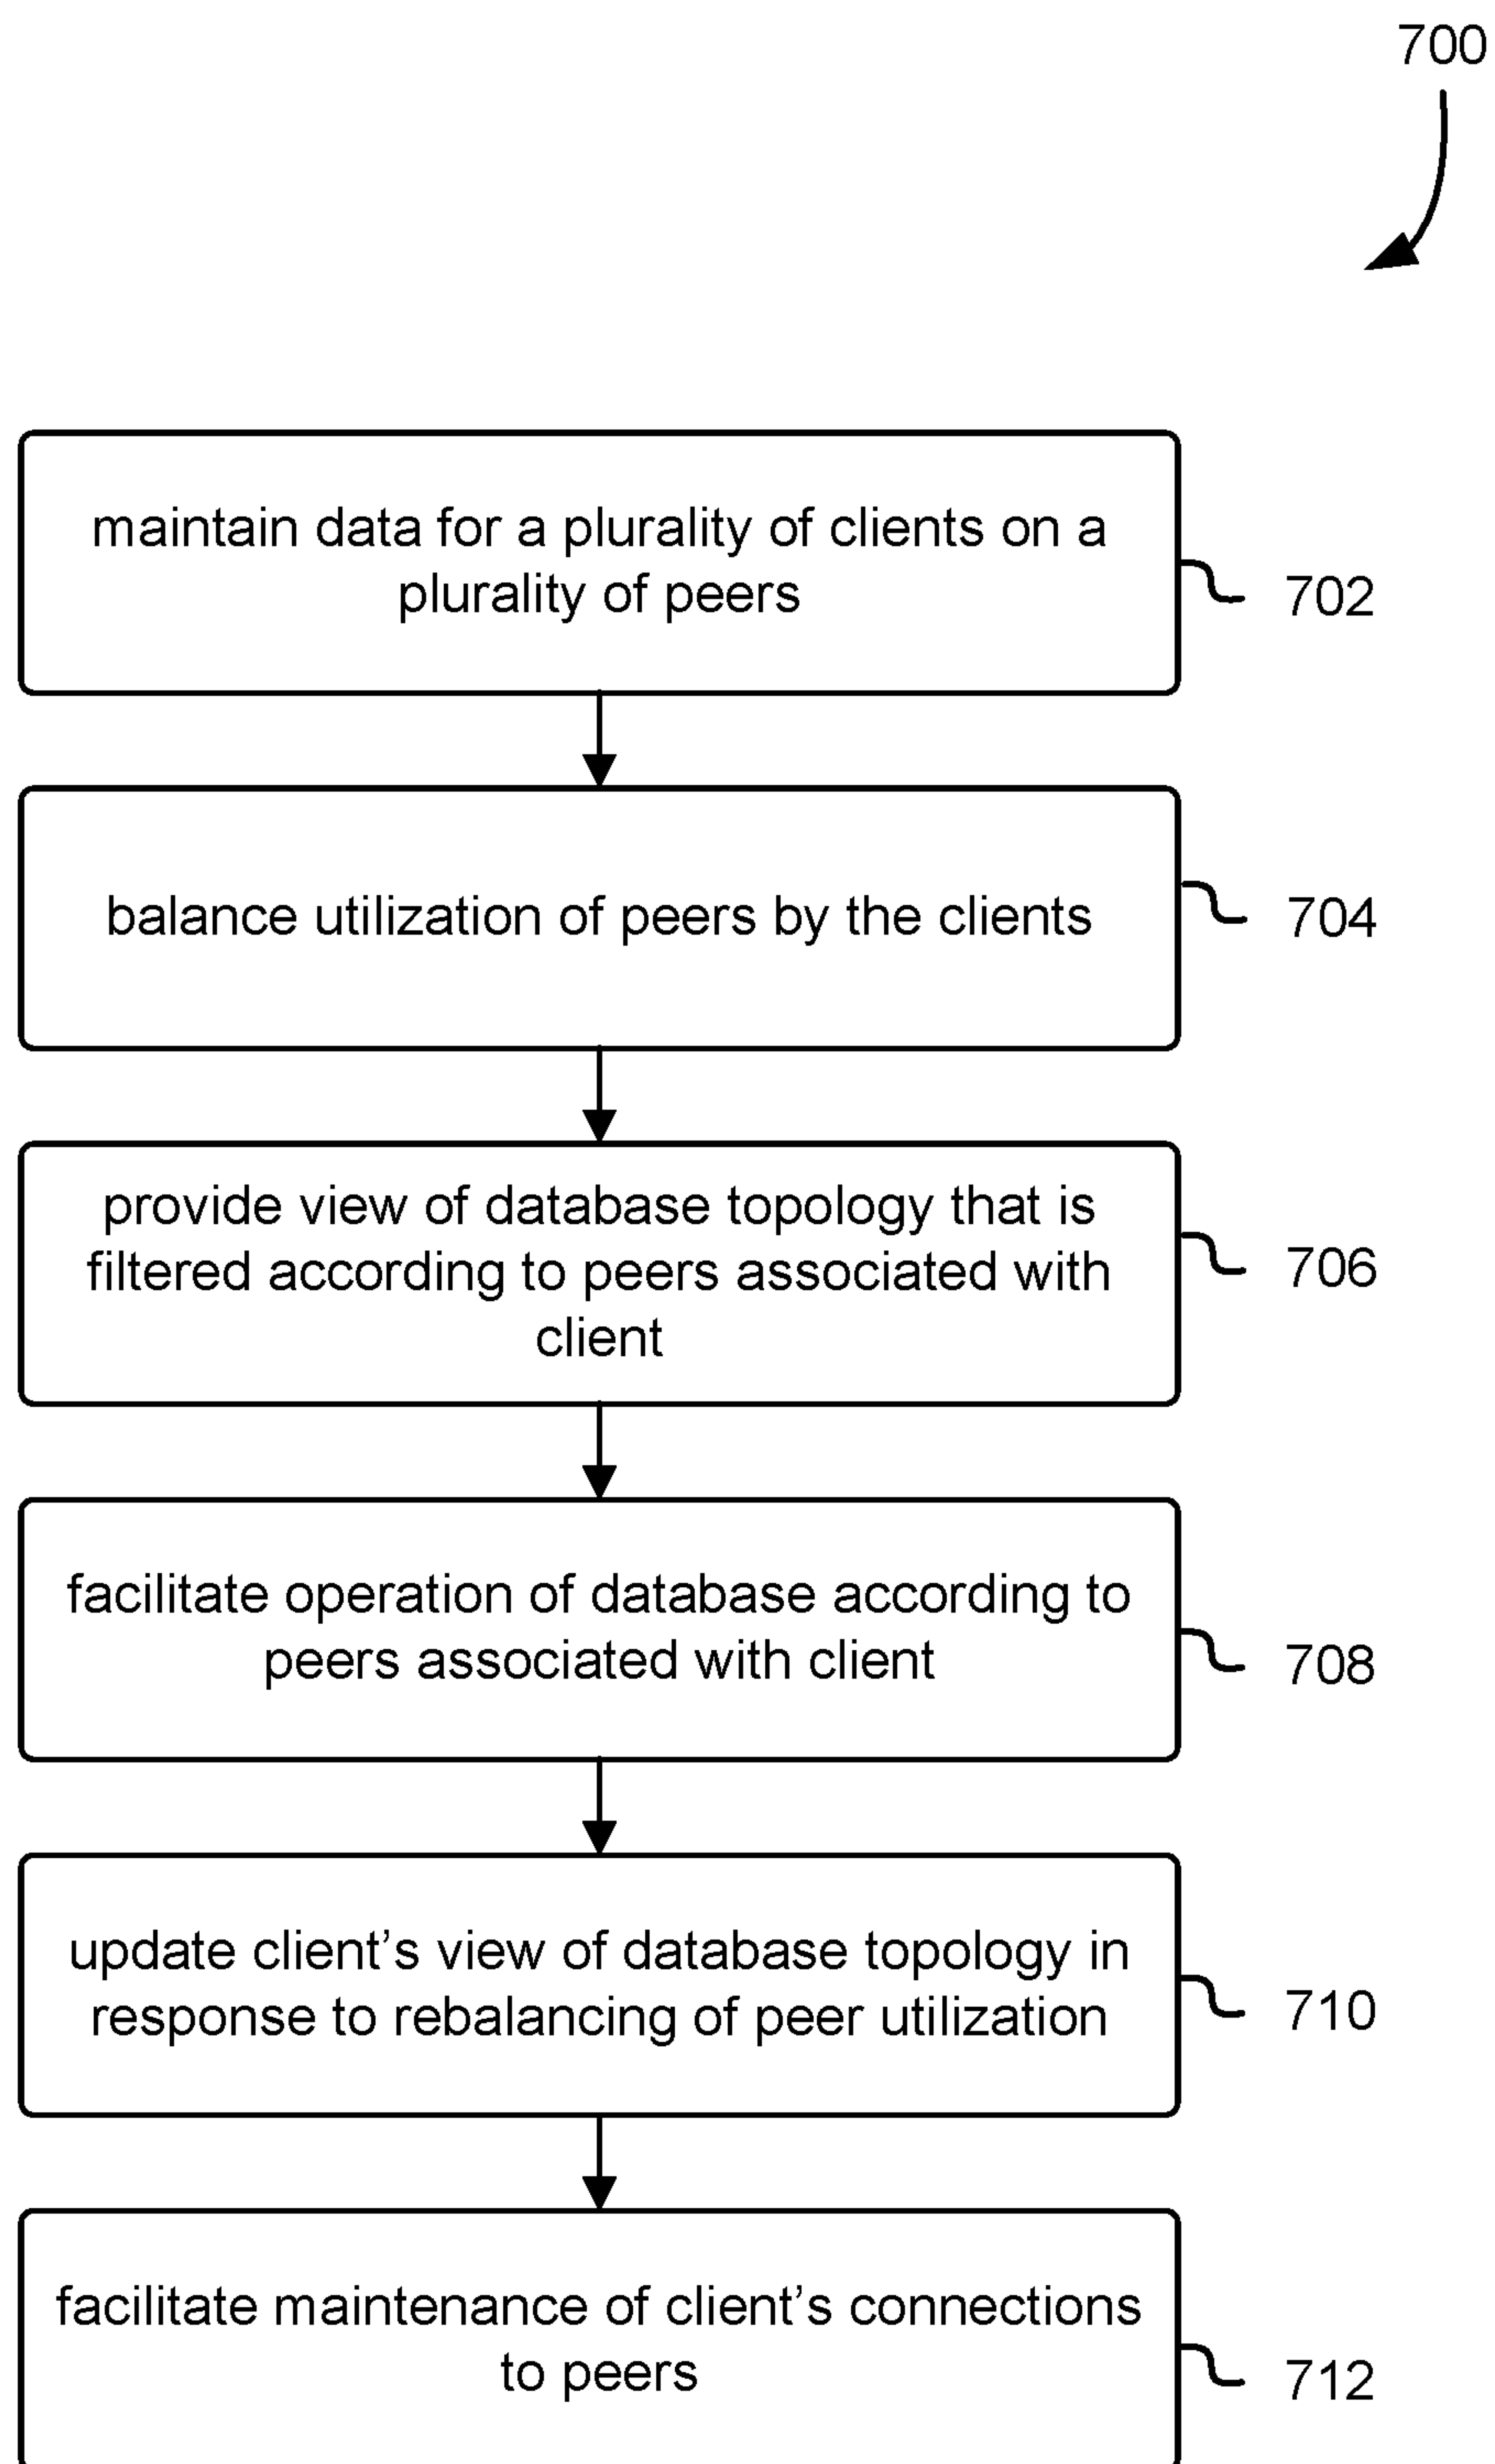 700
maintain data for a plurality of clients on a
plurality of peers
702
balance utilization of peers by the clients
704
provide view of database topology that is
filtered according to peers associated with
client
706
facilitate operation of database according to
peers associated with client
708
update client’s view of database topology in
response to rebalancing of peer utilization
710
facilitate maintenance of client’s connections
to peers
712